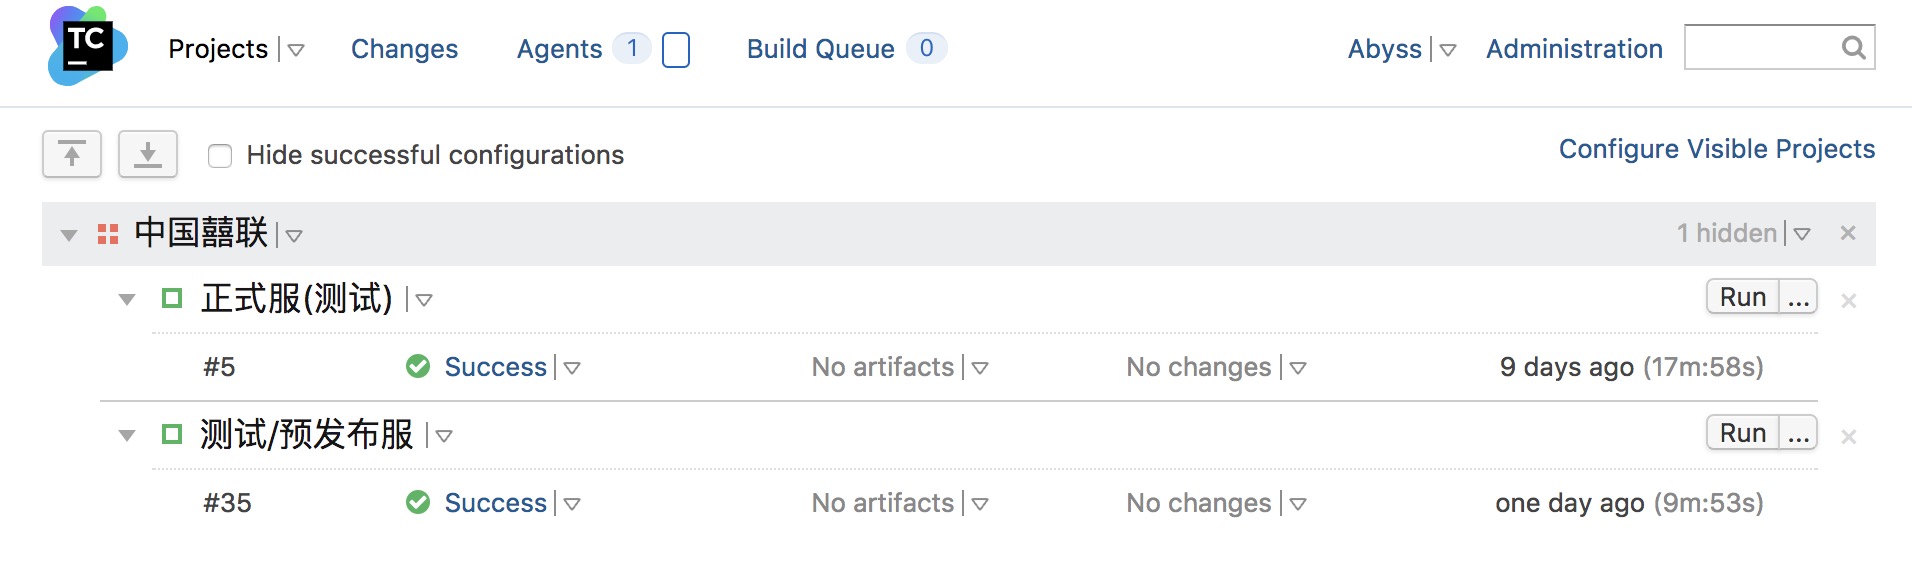 TC
Projects Changes Agents 1 Build Queue 0 Abyss Administration
Hide successful configurations Configure Visible Projects
中国囍联 1 hidden
正式服(测试) Run ...
#5 Success No artifacts No changes 9 days ago (17m:58s)
测试/预发布服 Run ...
#35 Success No artifacts No changes one day ago (9m:53s)